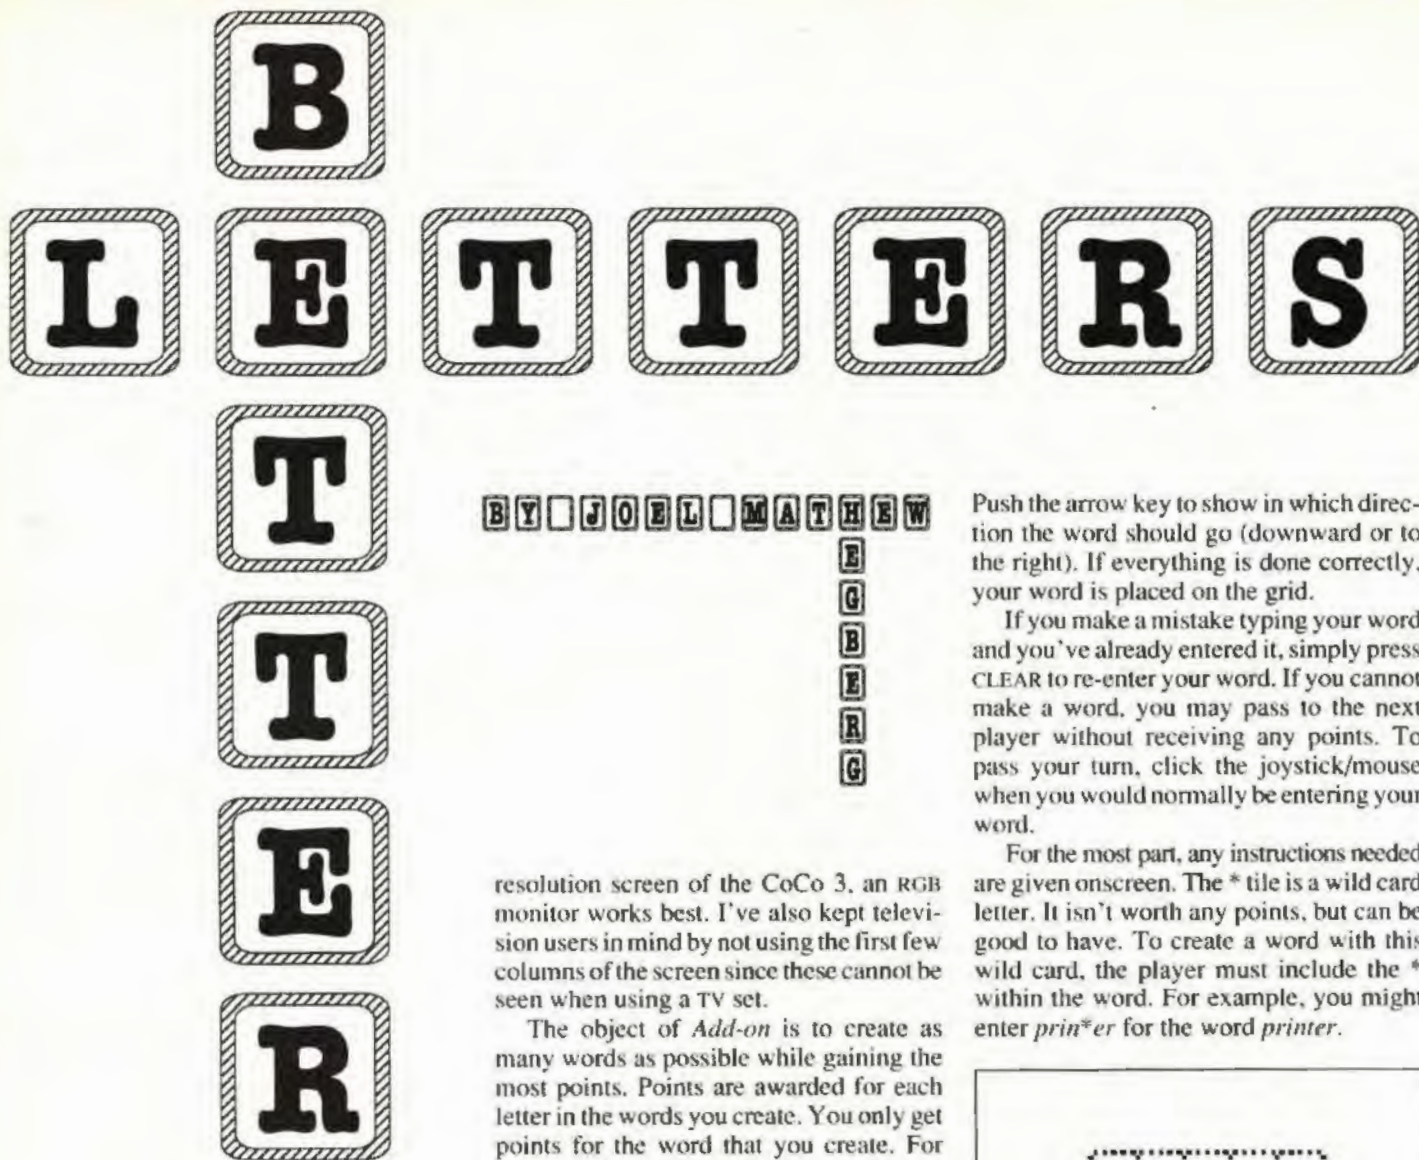 BETTER
LETTERS
BY JOEL MATHEW
HEGBERG
resolution screen of the CoCo 3, an RGB
monitor works best. I've also kept televi-
sion users in mind by not using the first few
columns of the screen since these cannot be
seen when using a TV set.
The object of Add-on is to create as
many words as possible while gaining the
most points. Points are awarded for each
letter in the words you create. You only get
points for the word that you create. For
Push the arrow key to show in which direc-
tion the word should go (downward or to
the right). If everything is done correctly,
your word is placed on the grid.
If you make a mistake typing your word
and you've already entered it, simply press
CLEAR to re-enter your word. If you cannot
make a word, you may pass to the next
player without receiving any points. To
pass your turn, click the joystick/mouse
when you would normally be entering your
word.
For the most part, any instructions needed
are given onscreen. The * tile is a wild card
letter. It isn't worth any points, but can be
good to have. To create a word with this
wild card, the player must include the *
within the word. For example, you might
enter prin*er for the word printer.